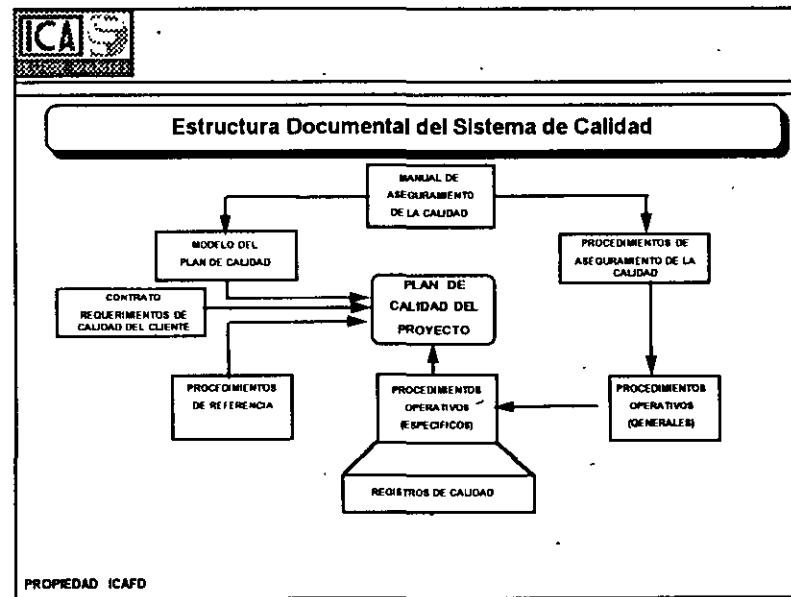 ICA
Estructura Documental del Sistema de Calidad
MANUAL DE
ASEGURAMIENTO
DE LA CALIDAD
MODELO DEL
PLAN DE CALIDAD
PROCEDIMIENTOS DE
ASEGURAMIENTO DE LA
CALIDAD
CONTRATO
REQUERIMIENTOS DE
CALIDAD DEL CLIENTE
PLAN DE
CALIDAD DEL
PROYECTO
PROCEDIMIENTOS
DE REFERENCIA
PROCEDIMIENTOS
OPERATIVOS
(ESPECIFICOS)
PROCEDIMIENTOS
OPERATIVOS
(GENERALES)
REGISTROS DE CALIDAD
PROPIEDAD ICAFD